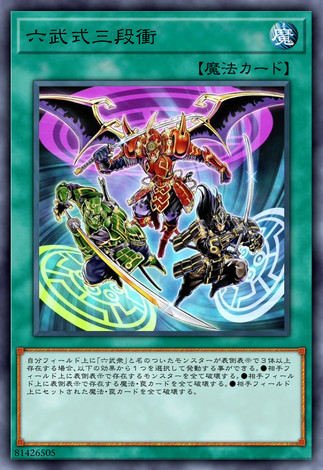 六武式三段衝
魔
【魔法カード】
自分フィールド上に「六武衆」と名のついたモンスターが表側表示で3体以上
存在する場合、以下の効果から1つを選択して発動する事ができる。●相手フィ
ールド上に表側表示で存在するモンスターを全て破壊する。●相手フィールド
上に表側表示で存在する魔法・罠カードを全て破壊する。●相手フィールド
上にセットされた魔法・罠カードを全て破壊する。
81426505